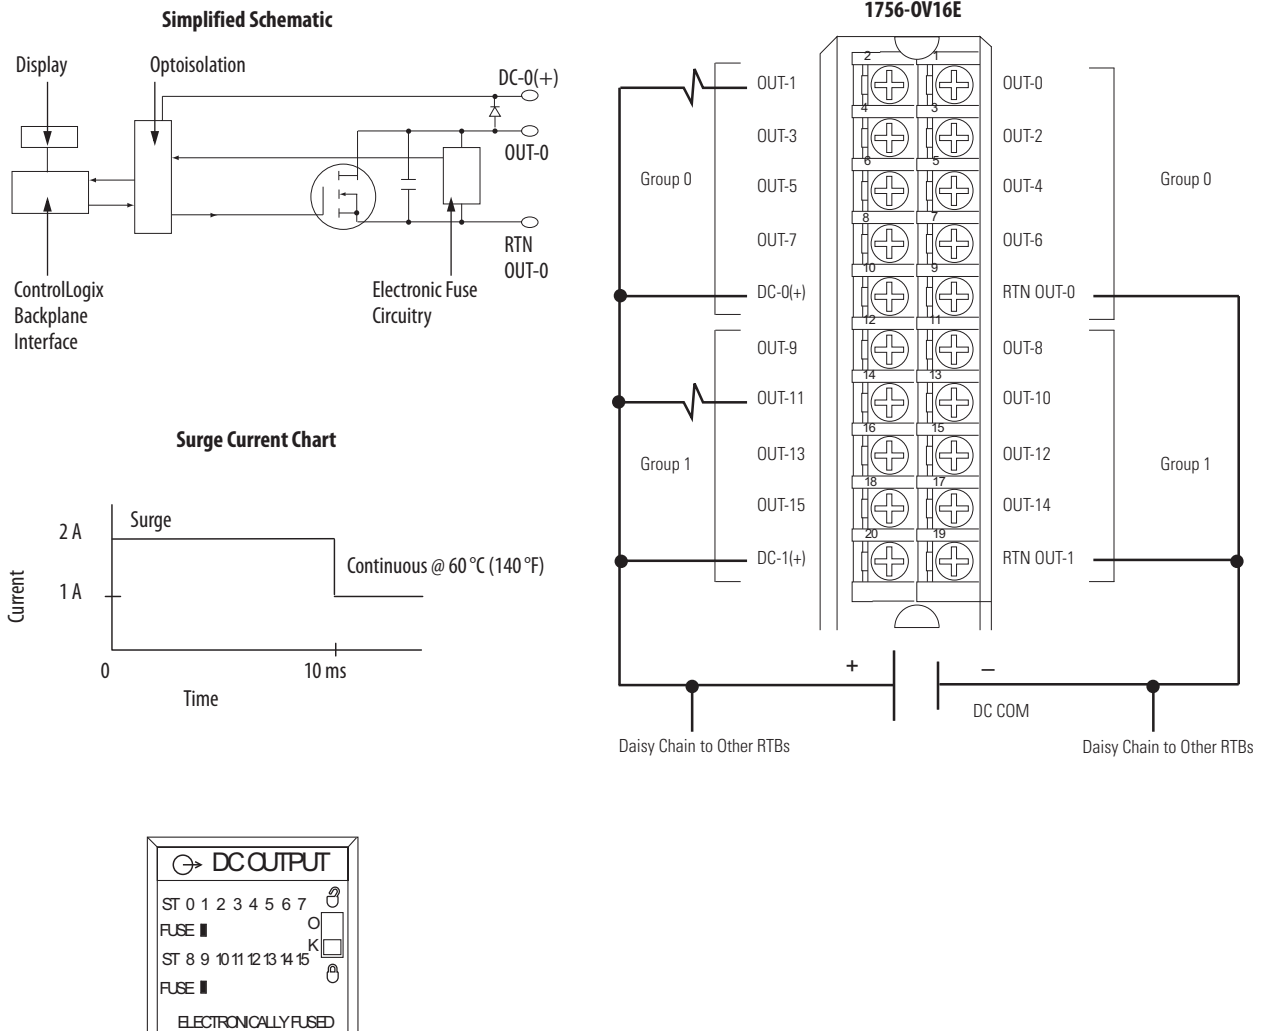 Simplified Schematic
Display
Optoisolation
DC-0(+)
OUT-0
RTN
OUT-0
ControlLogix
Backplane
Interface
Electronic Fuse
Circuitry
Surge Current Chart
Current
2 A
Surge
Continuous @ 60 °C (140 °F)
1 A
0
10 ms
Time
1756-OV16E
2 1
OUT-1 OUT-0
4 3
OUT-3 OUT-2
6 5
Group 0 OUT-5 OUT-4 Group 0
8 7
OUT-7 OUT-6
10 9
DC-0(+) RTN OUT-0
12 11
OUT-9 OUT-8
14 13
OUT-11 OUT-10
16 15
Group 1 OUT-13 OUT-12 Group 1
18 17
OUT-15 OUT-14
20 19
DC-1(+) RTN OUT-1
+ –
DC COM
Daisy Chain to Other RTBs
Daisy Chain to Other RTBs
DC OUTPUT
ST 0 1 2 3 4 5 6 7
FUSE O
K
ST 8 9 10 11 12 13 14 15
FUSE
ELECTRONICALLY FUSED